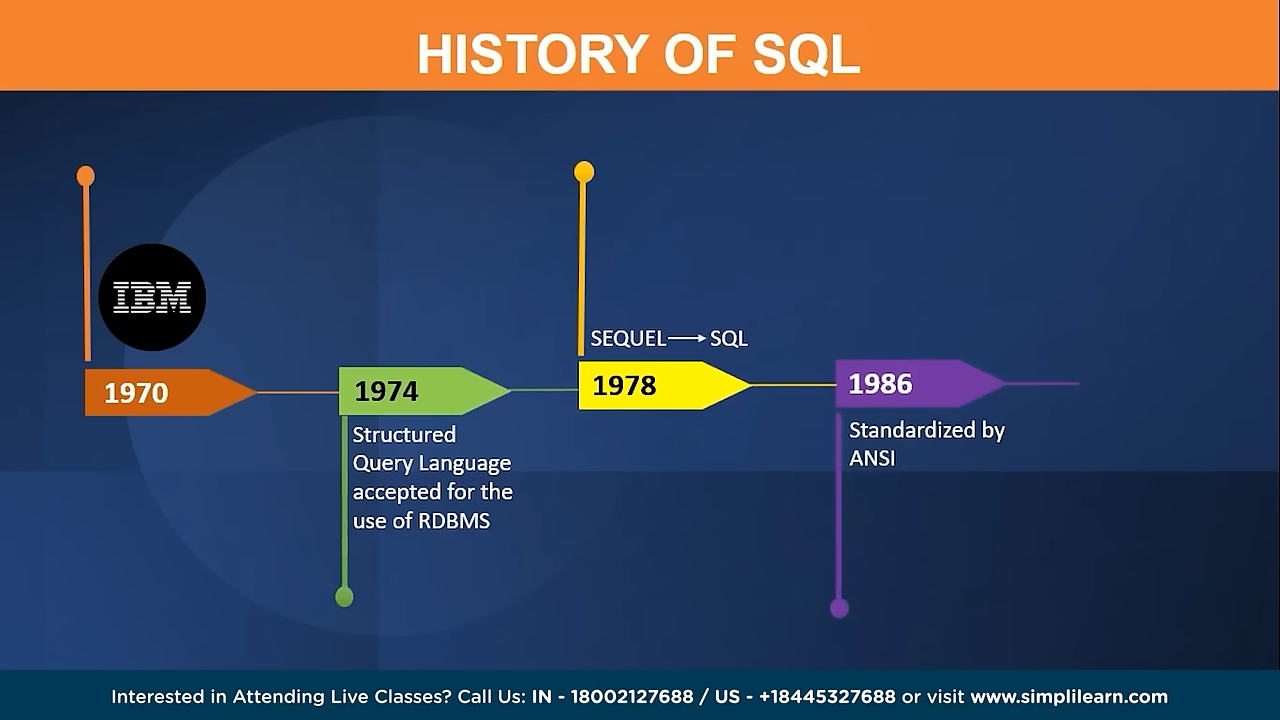 HISTORY OF SQL
IBM
1970
1974
Structured
Query Language
accepted for the
use of RDBMS
SEQUEL⟶SQL
1978
1986
Standardized by
ANSI
Interested in Attending Live Classes? Call Us: IN - 18002127688 / US - +18445327688 or visit www.simplilearn.com